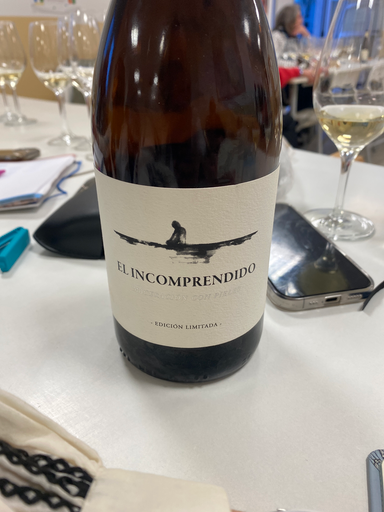 EL INCOMPRENDIDO
- EDICIÓN LIMITADA -